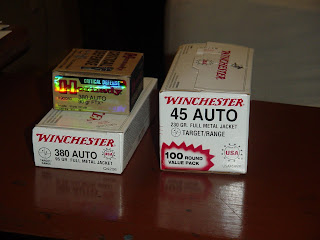 CRITICAL DEFENSE
380 AUTO
WINCHESTER
380 AUTO
95 GR. FULL METAL JACKET
WINCHESTER
WINCHESTER
45 AUTO
230 GR. FULL METAL JACKET
TARGET/RANGE
100 ROUND
VALUE PACK
USA